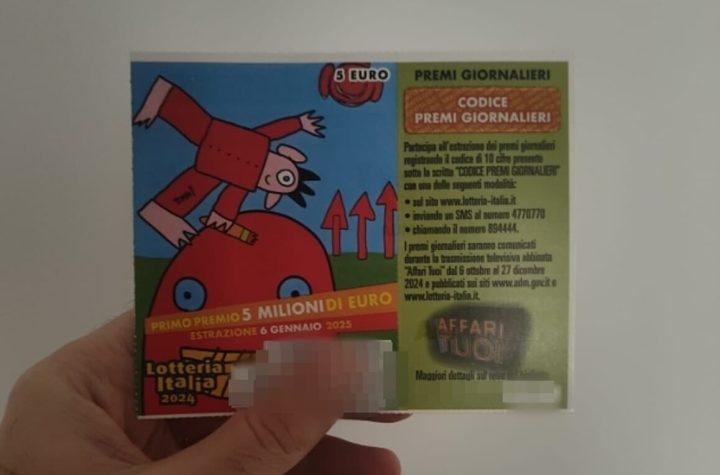 5 EURO
PREMI GIORNALIERI
CODICE
PREMI GIORNALIERI
Partecipa all'estrazione dei premi giornalieri
registrando il codice di 10 cifre presente
sotto la scritta "CODICE PREMI GIORNALIERI"
con una delle seguenti modalità:
• sul sito www.lotteria-italia.it
• inviando un SMS al numero 4770770
• chiamando il numero 894444.
I premi giornalieri saranno comunicati
durante la trasmissione televisiva abbinata
"Affari Tuoi" dal 6 ottobre al 27 dicembre
2024 e pubblicati sui siti www.adm.gov.it e
www.lotteria-italia.it.
PRIMO PREMIO 5 MILIONI DI EURO
ESTRAZIONE 6 GENNAIO 2025
Lotteria
Italia
2024
AFFARI
TUOI
Maggiori dettagli sul retro del biglietto